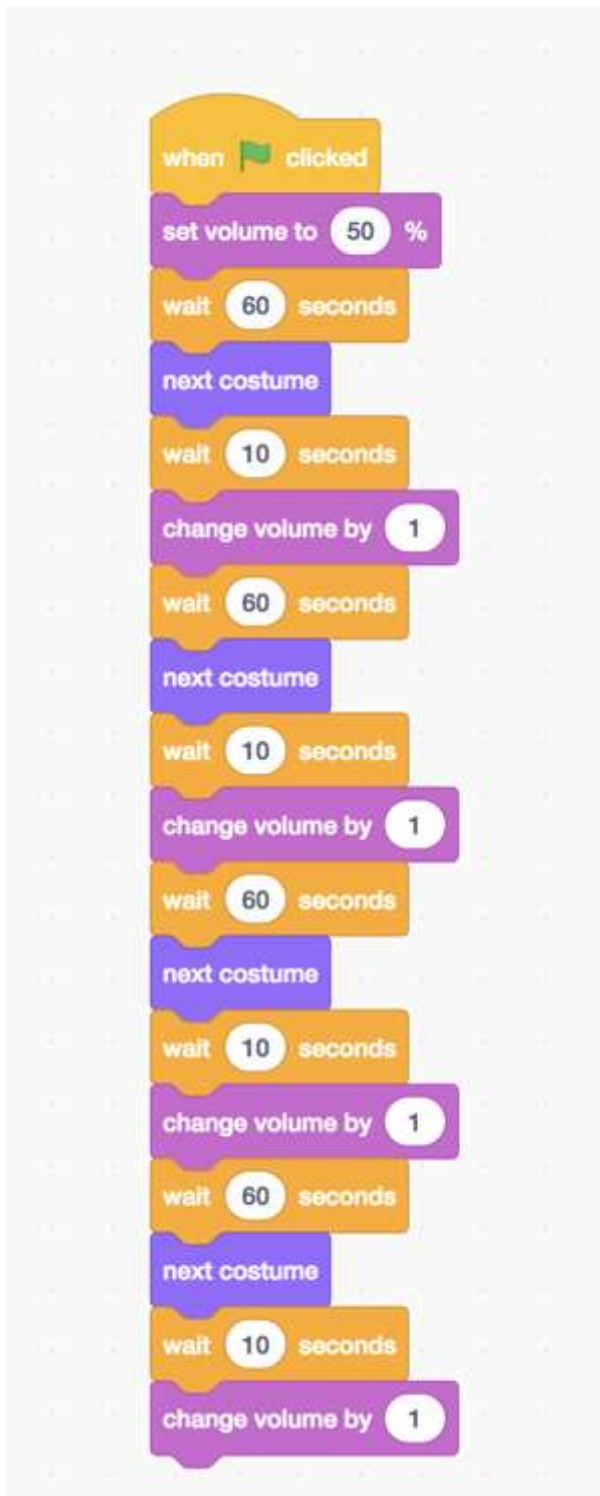 when clicked
set volume to 50 %
wait 60 seconds
next costume
wait 10 seconds
change volume by 1
wait 60 seconds
next costume
wait 10 seconds
change volume by 1
wait 60 seconds
next costume
wait 10 seconds
change volume by 1
wait 60 seconds
next costume
wait 10 seconds
change volume by 1